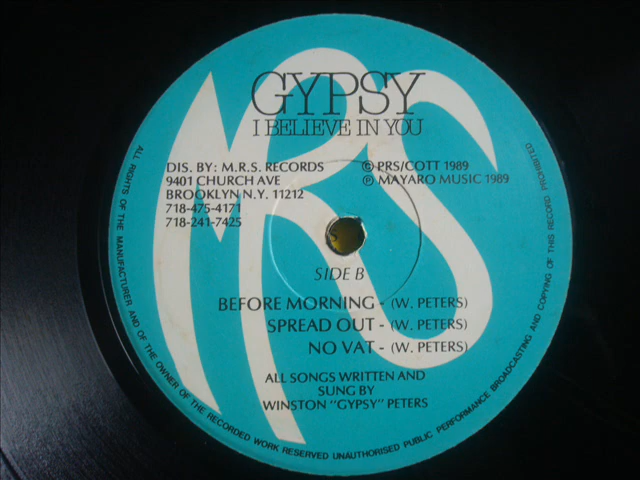 GYPSY
I BELIEVE IN YOU
DIS. BY: M.R.S. RECORDS
9401 CHURCH AVE
BROOKLYN N.Y. 11212
718-475-4171
718-241-7425
© PRS/COTT 1989
℗ MAYARO MUSIC 1989
MRS
SIDE B
BEFORE MORNING - (W. PETERS)
SPREAD OUT - (W. PETERS)
NO VAT - (W. PETERS)
ALL SONGS WRITTEN AND
SUNG BY
WINSTON "GYPSY" PETERS
ALL RIGHTS OF THE MANUFACTURER AND OF THE OWNER OF THE RECORDED WORK RESERVED UNAUTHORISED PUBLIC PERFORMANCE BROADCASTING AND COPYING OF THIS RECORD PROHIBITED